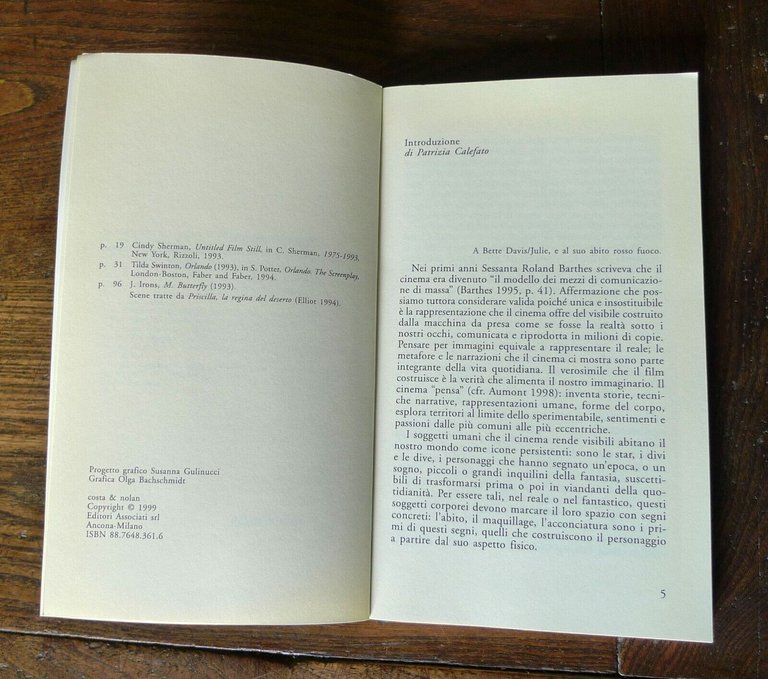 p. 19 Cindy Sherman, Untitled Film Still, in C. Sherman, 1975-1993,
New York, Rizzoli, 1993.
p. 31 Tilda Swinton, Orlando (1993), in S. Potter, Orlando. The Screenplay,
London-Boston, Faber and Faber, 1994.
p. 96 J. Irons, M. Butterfly (1993).
Scene tratte da Priscilla, la regina del deserto (Elliot 1994).
Progetto grafico Susanna Gulinucci
Grafica Olga Bachschmidt
costa & nolan
Copyright © 1999
Editori Associati srl
Ancona-Milano
ISBN 88.7648.361.6
Introduzione
di Patrizia Calefato
A Bette Davis/Julie, e al suo abito rosso fuoco.
Nei primi anni Sessanta Roland Barthes scriveva che il
cinema era divenuto "il modello dei mezzi di comunicazio-
ne di massa" (Barthes 1995, p. 41). Affermazione che pos-
siamo tuttora considerare valida poiché unica e insostituibile
è la rappresentazione che il cinema offre del visibile costruito
dalla macchina da presa come se fosse la realtà sotto i
nostri occhi, comunicata e riprodotta in milioni di copie.
Pensare per immagini equivale a rappresentare il reale; le
metafore e le narrazioni che il cinema ci mostra sono parte
integrante della vita quotidiana. Il verosimile che il film
costruisce è la verità che alimenta il nostro immaginario. Il
cinema "pensa" (cfr. Aumont 1998): inventa storie, tecni-
che narrative, rappresentazioni umane, forme del corpo,
esplora territori al limite dello sperimentabile, sentimenti e
passioni dalle più comuni alle più eccentriche.
I soggetti umani che il cinema rende visibili abitano il
nostro mondo come icone persistenti: sono le star, i divi
e le dive, i personaggi che hanno segnato un'epoca, o un
sogno, piccoli o grandi inquilini della fantasia, suscetti-
bili di trasformarsi prima o poi in viandanti della quo-
tidianità. Per essere tali, nel reale o nel fantastico, questi
soggetti corporei devono marcare il loro spazio con segni
concreti: l'abito, il maquillage, l'acconciatura sono i pri-
mi di questi segni, quelli che costruiscono il personaggio
a partire dal suo aspetto fisico.
5